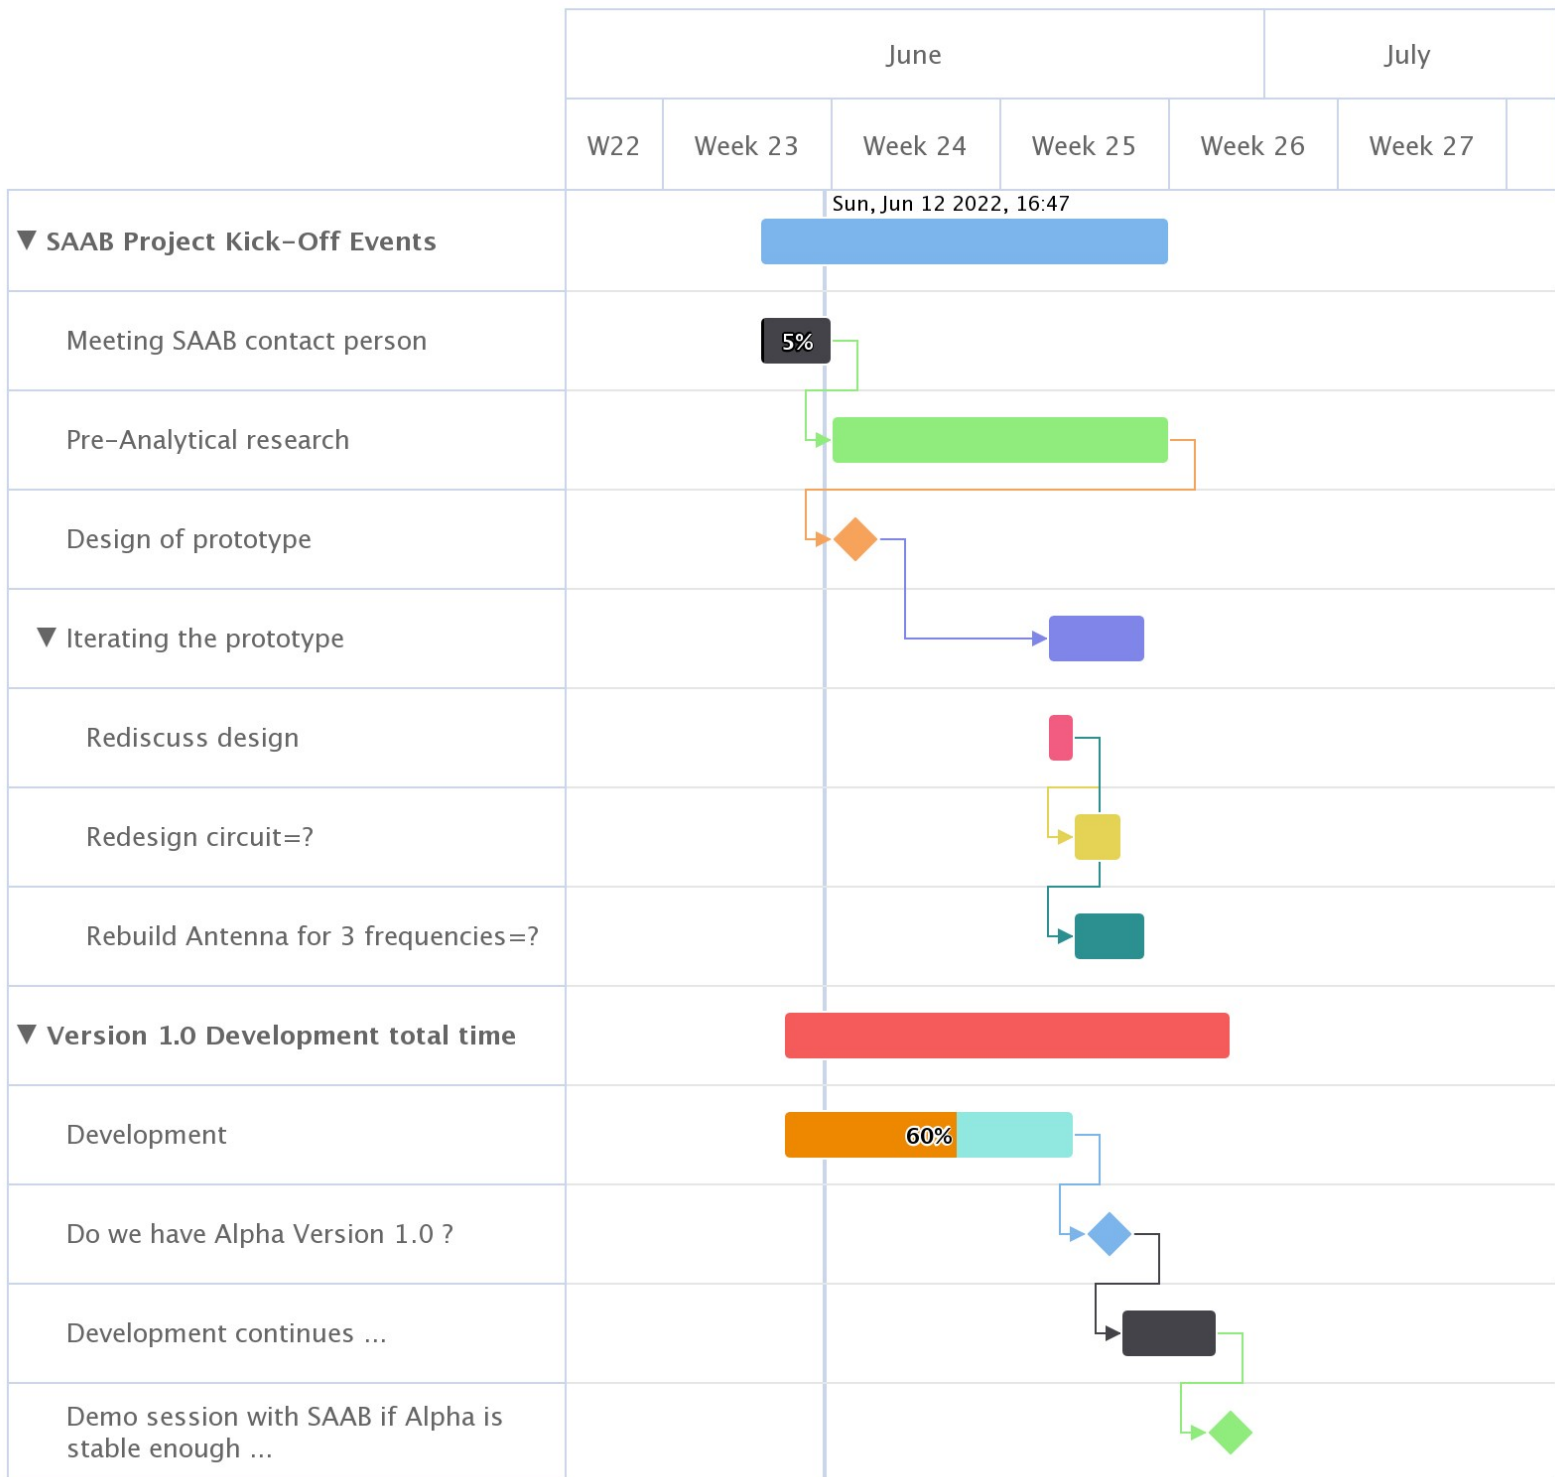 June
July
W22
Week 23
Week 24
Week 25
Week 26
Week 27
Sun, Jun 12 2022, 16:47
▼ SAAB Project Kick-Off Events
Meeting SAAB contact person
5%
Pre-Analytical research
Design of prototype
▼ Iterating the prototype
Rediscuss design
Redesign circuit=?
Rebuild Antenna for 3 frequencies=?
▼ Version 1.0 Development total time
Development
60%
Do we have Alpha Version 1.0 ?
Development continues ...
Demo session with SAAB if Alpha is
stable enough ...